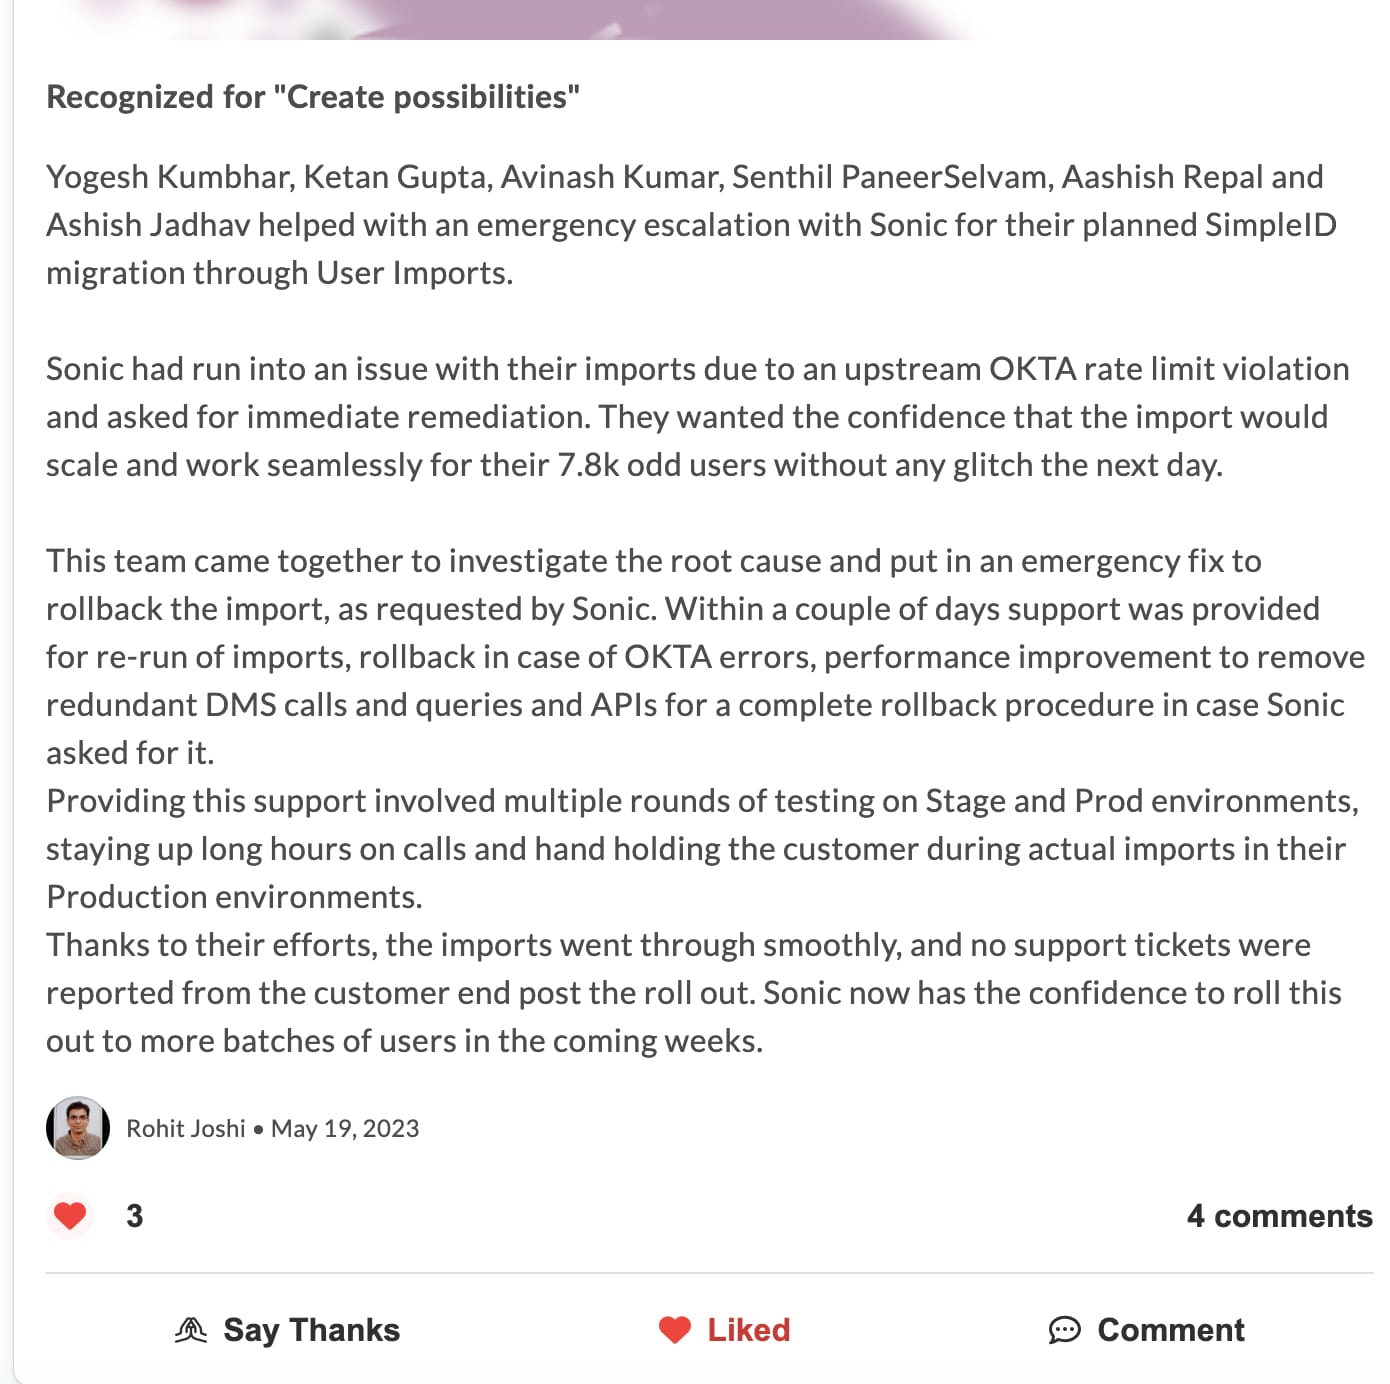 Recognized for "Create possibilities"
Yogesh Kumbhar, Ketan Gupta, Avinash Kumar, Senthil PaneerSelvam, Aashish Repal and
Ashish Jadhav helped with an emergency escalation with Sonic for their planned SimpleID
migration through User Imports.
Sonic had run into an issue with their imports due to an upstream OKTA rate limit violation
and asked for immediate remediation. They wanted the confidence that the import would
scale and work seamlessly for their 7.8k odd users without any glitch the next day.
This team came together to investigate the root cause and put in an emergency fix to
rollback the import, as requested by Sonic. Within a couple of days support was provided
for re-run of imports, rollback in case of OKTA errors, performance improvement to remove
redundant DMS calls and queries and APIs for a complete rollback procedure in case Sonic
asked for it.
Providing this support involved multiple rounds of testing on Stage and Prod environments,
staying up long hours on calls and hand holding the customer during actual imports in their
Production environments.
Thanks to their efforts, the imports went through smoothly, and no support tickets were
reported from the customer end post the roll out. Sonic now has the confidence to roll this
out to more batches of users in the coming weeks.
Rohit Joshi • May 19, 2023
3
4 comments
Say Thanks
Liked
Comment